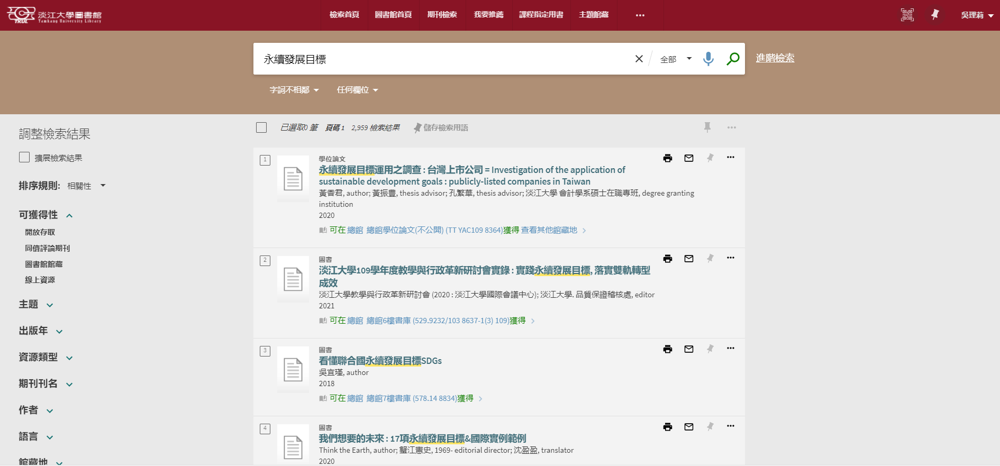 淡江大學圖書館
Tamkang University Library
TKUL
檢索首頁 圖書館首頁 期刊檢索 我要推薦 課程指定用書 主題館藏
吳理莉
永續發展目標
全部
進階檢索
字詞不相鄰 任何欄位
調整檢索結果
擴展檢索結果
排序規則: 相關性
可獲得性
開放存取
同儕評論期刊
圖書館館藏
線上資源
主題
出版年
資源類型
期刊刊名
作者
語言
館藏地
已選取0 筆 頁碼 1 2,959 檢索結果 儲存檢索用語
1
學位論文
永續發展目標運用之調查 : 台灣上市公司 = Investigation of the application of
sustainable development goals : publicly-listed companies in Taiwan
黃香君, author; 黃振豊, thesis advisor; 孔繁華, thesis advisor; 淡江大學 會計學系碩士在職專班, degree granting
institution
2020
可在 總館 總館學位論文(不公開) (TT YAC109 8364)獲得 查看其他館藏地
2
圖書
淡江大學109學年度教學與行政革新研討會實錄 : 實踐永續發展目標, 落實雙軌轉型
成效
淡江大學教學與行政革新研討會 (2020 : 淡江大學國際會議中心); 淡江大學. 品質保證稽核處, editor
2021
可在 總館 總館6樓書庫 (529.9232/103 8637-1(3) 109)獲得
3
圖書
看懂聯合國永續發展目標SDGs
吳宜瑾, author
2018
可在 總館 總館7樓書庫 (578.14 8834)獲得
4
圖書
我們想要的未來 : 17項永續發展目標&國際實例範例
Think the Earth, author; 蟹江憲史, 1969- editorial director; 沈盈盈, translator
2020